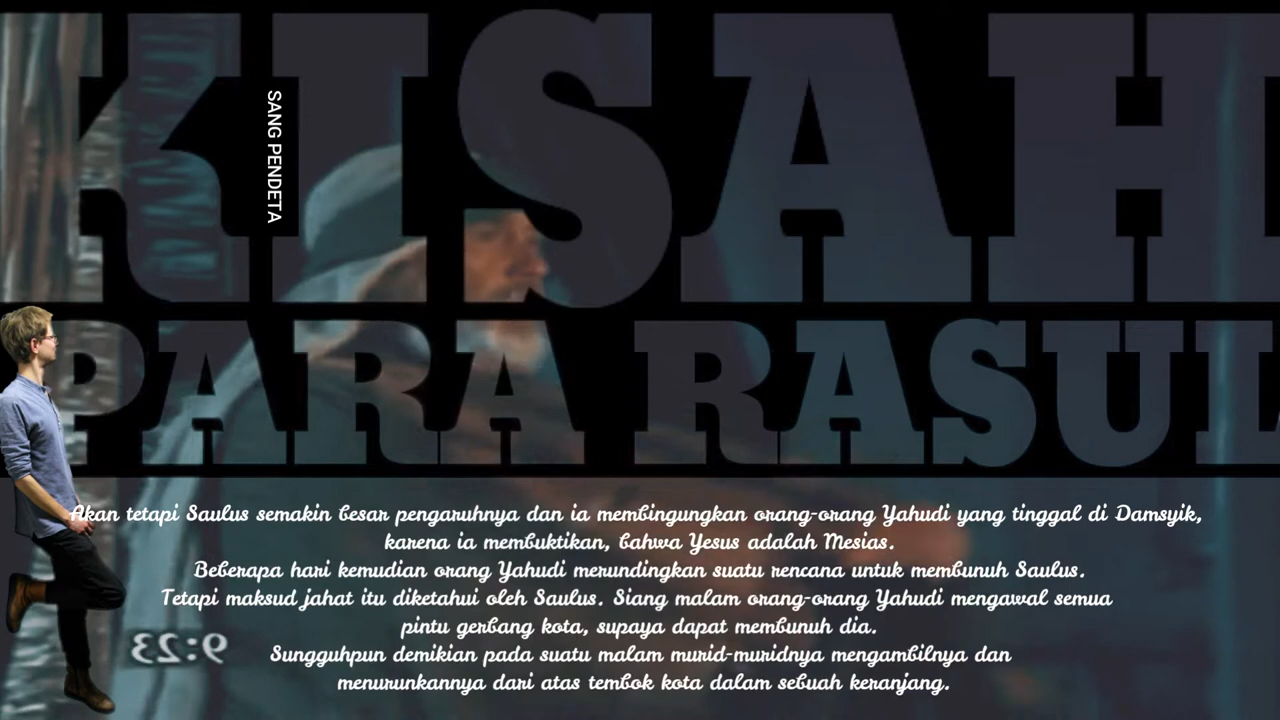 KISAH
SANG PENDETA
PARA RASUL
Akan tetapi Saulus semakin besar pengaruhnya dan ia membingungkan orang-orang Yahudi yang tinggal di Damsyik,
karena ia membuktikan, bahwa Yesus adalah Mesias.
Beberapa hari kemudian orang Yahudi merundingkan suatu rencana untuk membunuh Saulus.
Tetapi maksud jahat itu diketahui oleh Saulus. Siang malam orang-orang Yahudi mengawal semua
pintu gerbang kota, supaya dapat membunuh dia.
9:23
Sungguhpun demikian pada suatu malam murid-muridnya mengambilnya dan
menurunkannya dari atas tembok kota dalam sebuah keranjang.